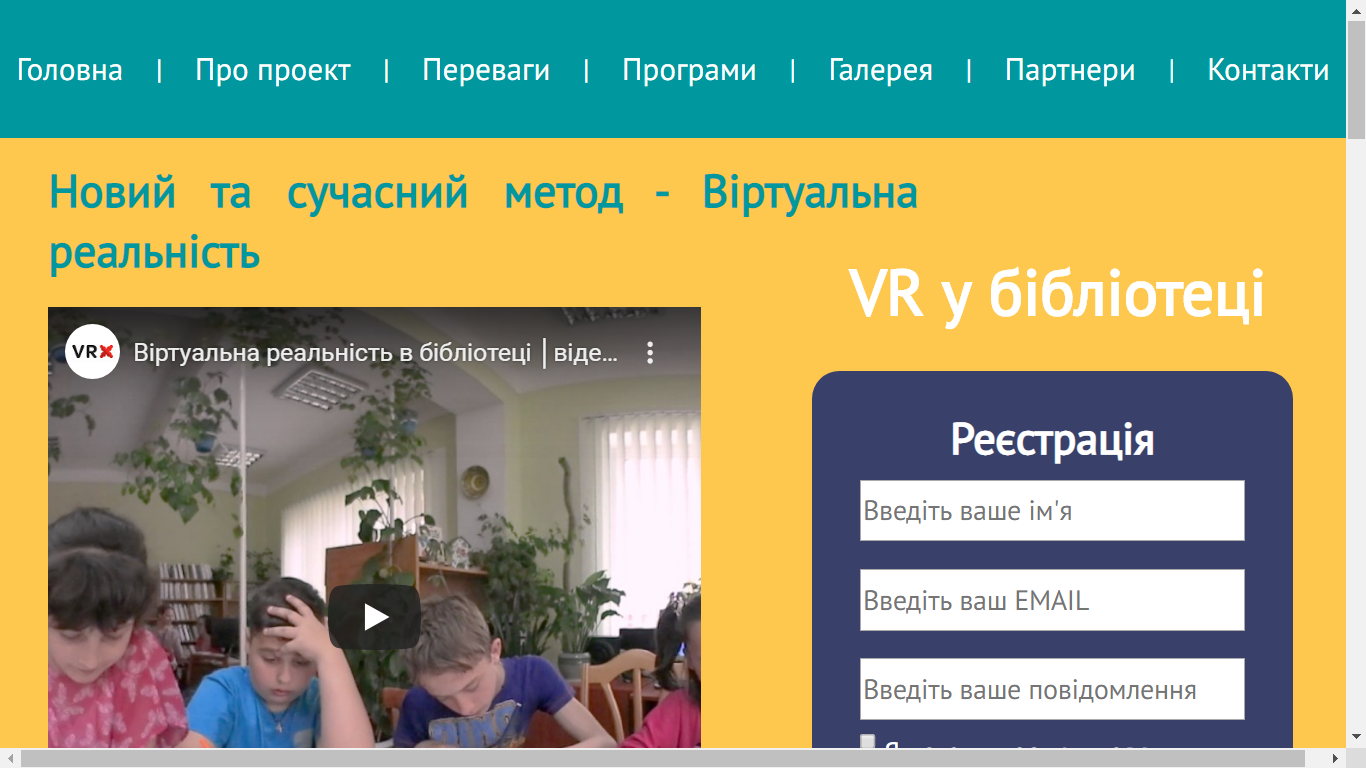 Головна | Про проект | Переваги | Програми | Галерея | Партнери | Контакти
Новий та сучасний метод - Віртуальна
реальність
VRX Віртуальна реальність в бібліотеці | віде...
VR у бібліотеці
Реєстрація
Введіть ваше ім'я
Введіть ваш EMAIL
Введіть ваше повідомлення